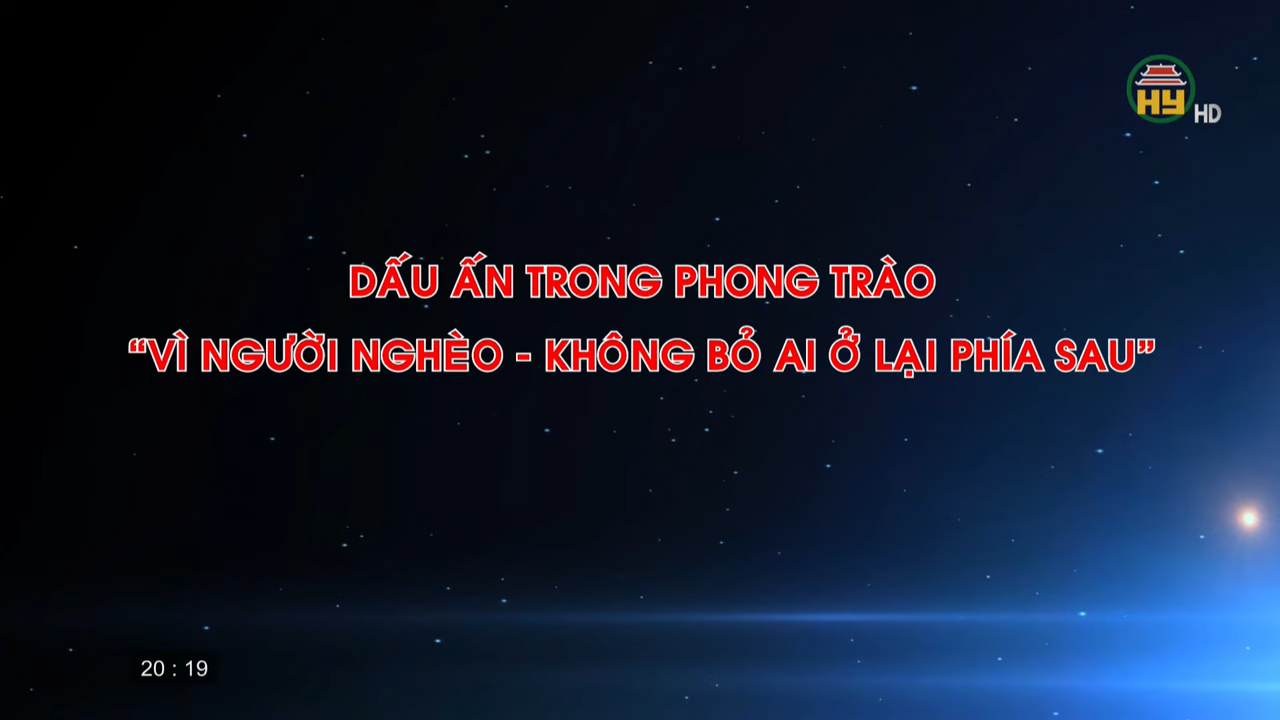 HY HD
DẤU ẤN TRONG PHONG TRÀO
“VÌ NGƯỜI NGHÈO - KHÔNG BỎ AI Ở LẠI PHÍA SAU”
20 : 19